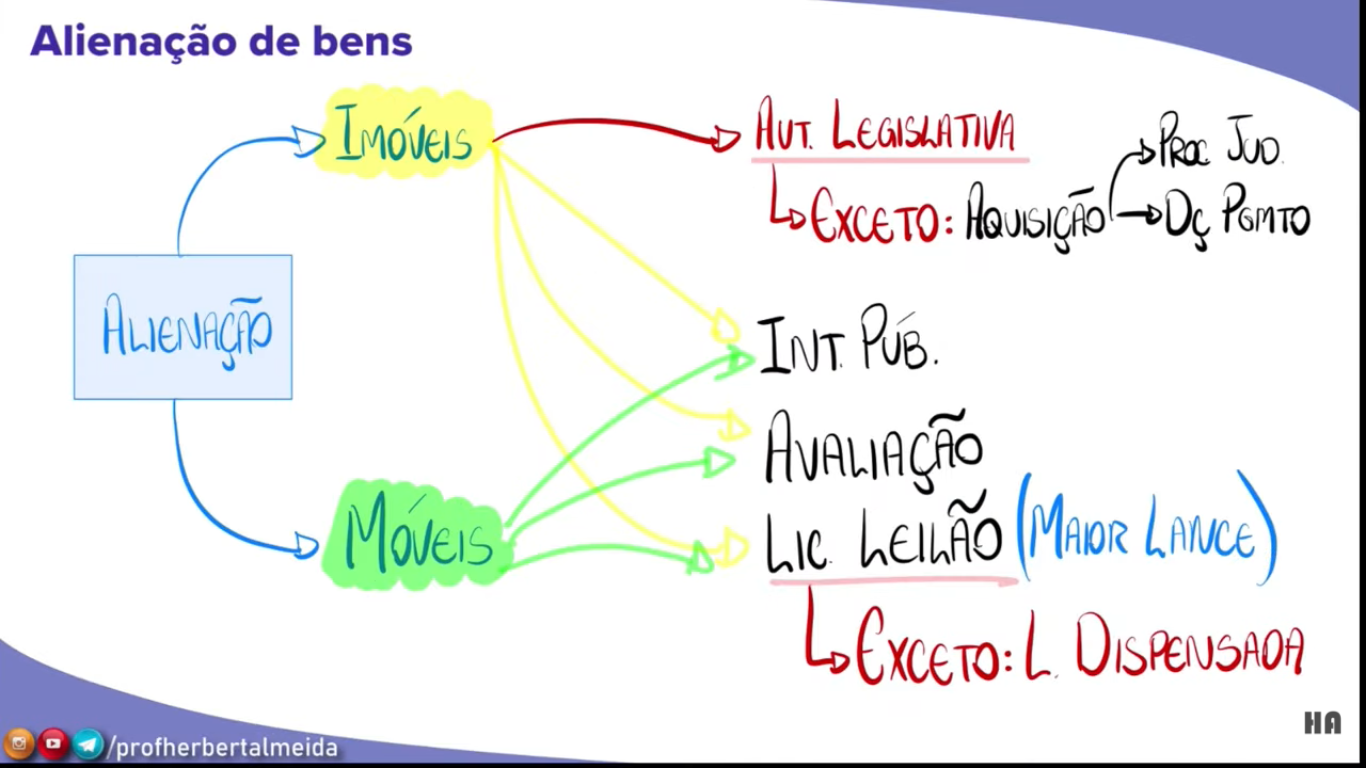 Alienação de bens
IMÓVEIS
AUT. LEGISLATIVA
PROC JUD.
EXCETO: AQUISIÇÃO
DÇ PGMTO
ALIENAÇÃO
INT. PÚB.
AVALIAÇÃO
MÓVEIS
LIC. LEILÃO (MAIOR LANCE)
EXCETO: L. DISPENSADA
HA
/profherbertalmeida